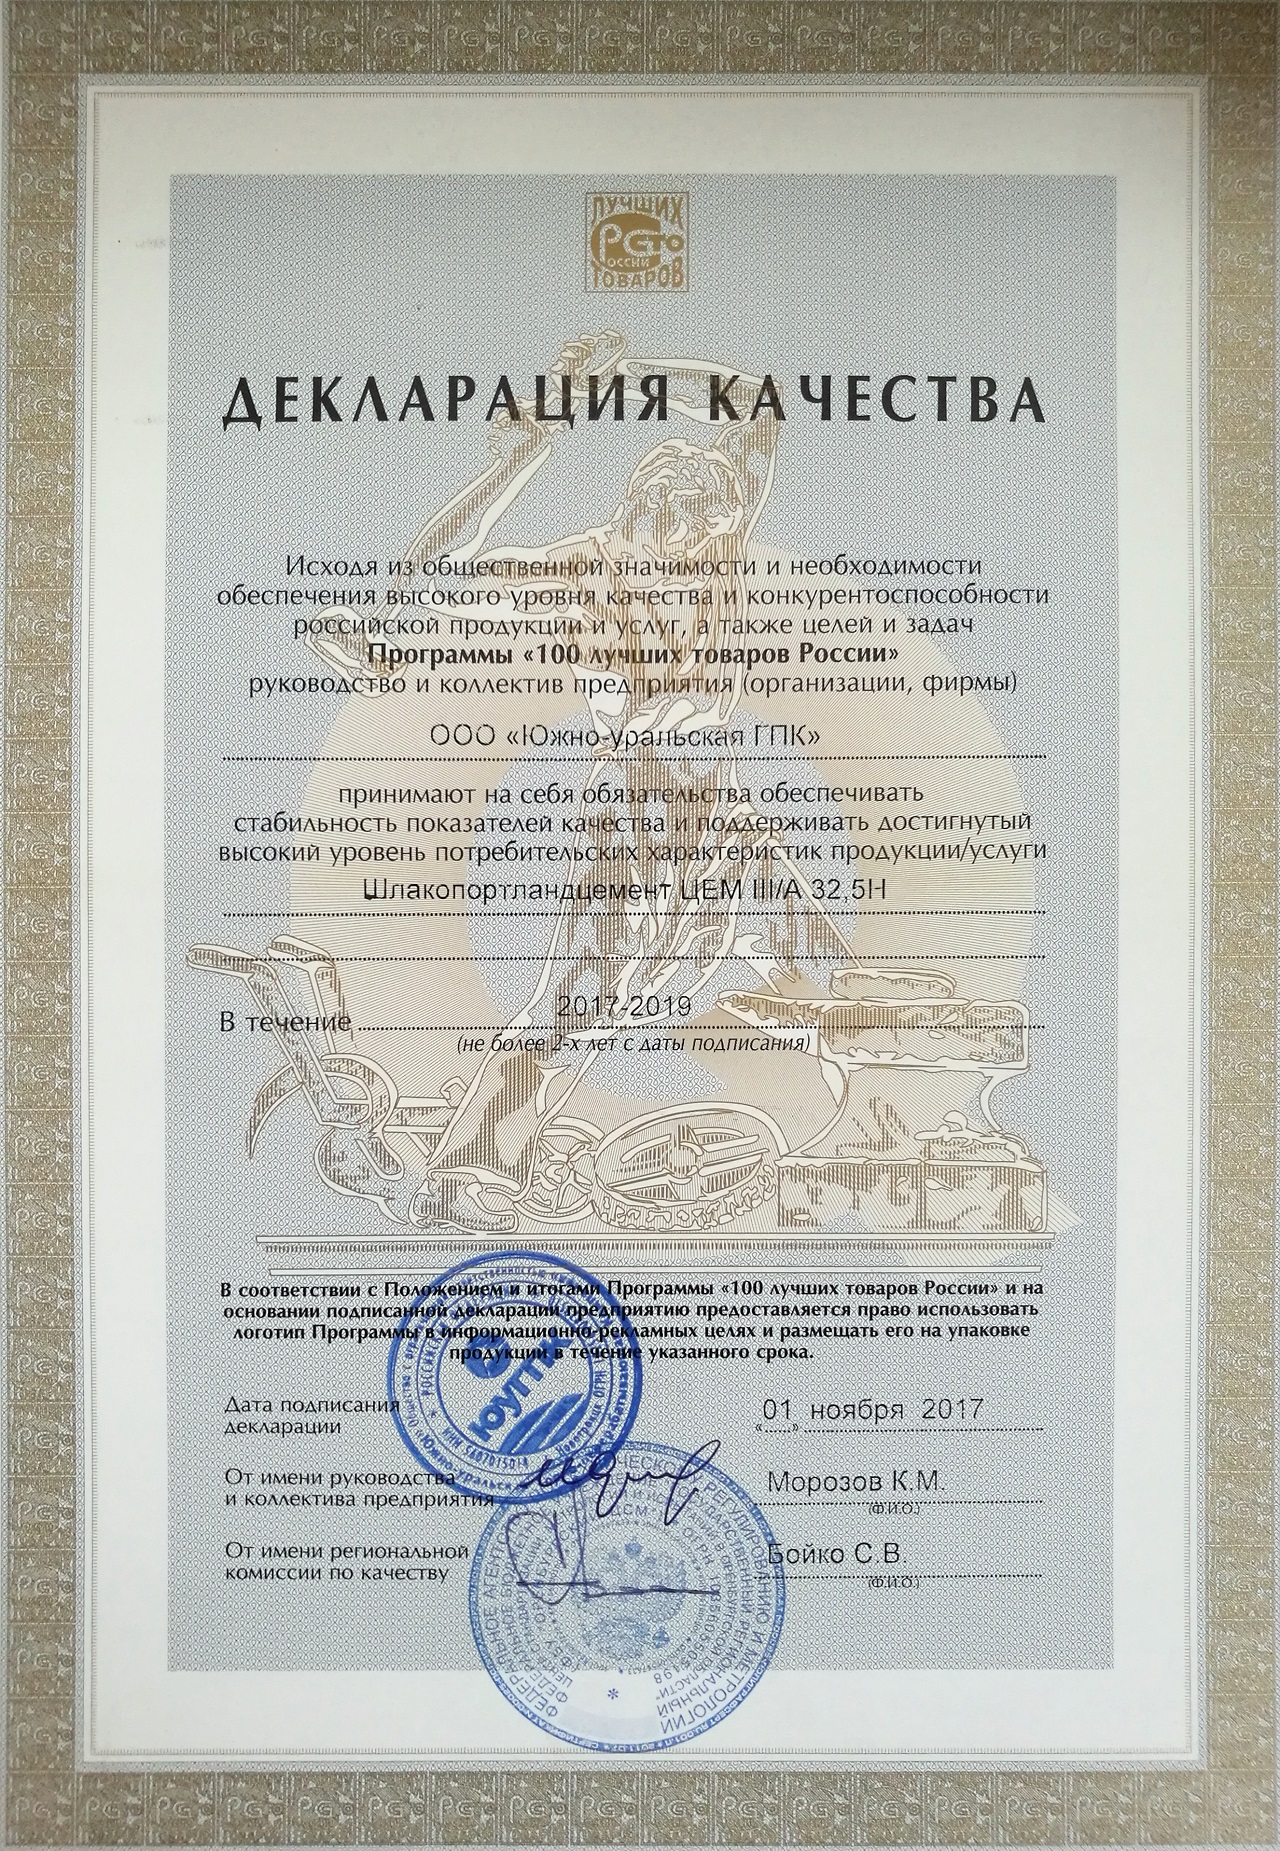 ЛУЧШИХ
СТО
РОССИИ
ТОВАРОВ
ДЕКЛАРАЦИЯ КАЧЕСТВА
Исходя из общественной значимости и необходимости
обеспечения высокого уровня качества и конкурентоспособности
российской продукции и услуг, а также целей и задач
Программы «100 лучших товаров России»
руководство и коллектив предприятия (организации, фирмы)
ООО «Южно-уральская ГПК»
принимают на себя обязательства обеспечивать
стабильность показателей качества и поддерживать достигнутый
высокий уровень потребительских характеристик продукции/услуги
Шлакопортландцемент ЦЕМ III/А 32,5Н
В течение 2017-2019
(не более 2-х лет с даты подписания)
В соответствии с Положением и итогами Программы «100 лучших товаров России» и на
основании подписанной декларации предприятию предоставляется право использовать
логотип Программы в информационно-рекламных целях и размещать его на упаковке
продукции в течение указанного срока.
Дата подписания
декларации
«01» ноября 2017
От имени руководства
и коллектива предприятия
Морозов К.М.
(Ф.И.О.)
От имени региональной
комиссии по качеству
Бойко С.В.
(Ф.И.О.)
ЮУГПК
ИНН 5607015014